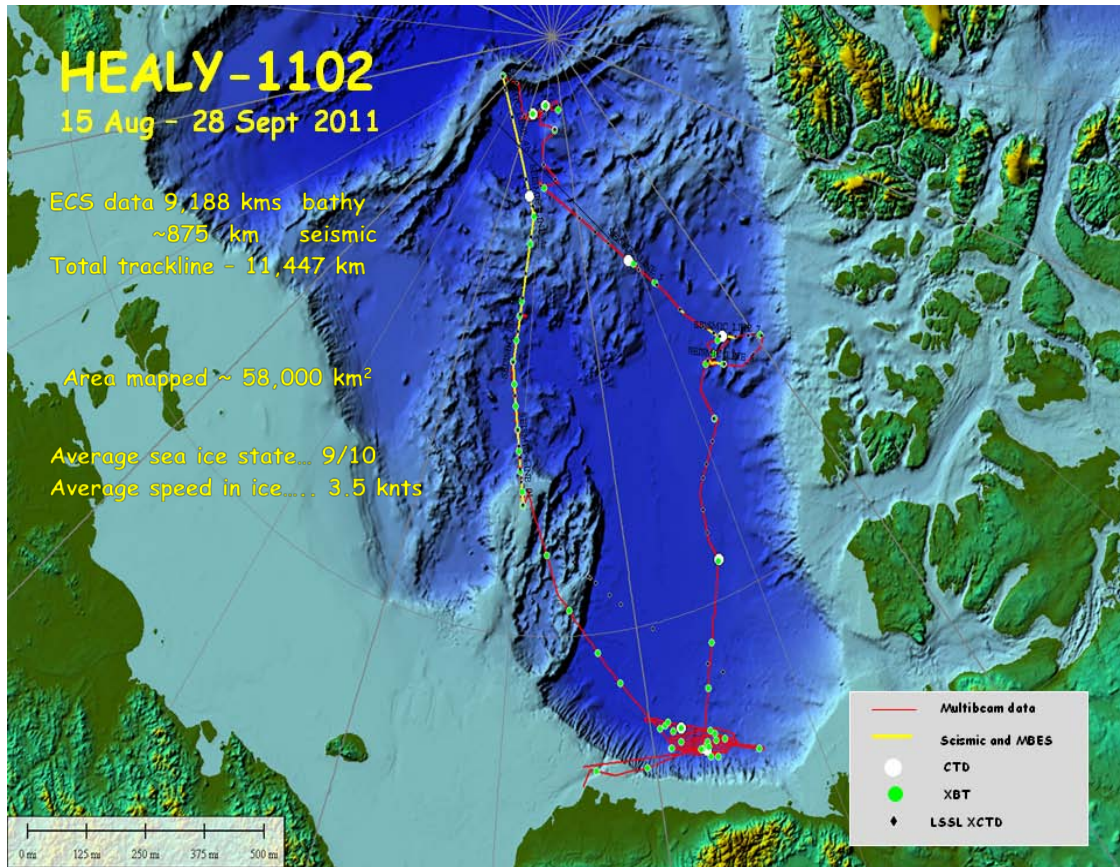 HEALY-1102
15 Aug - 28 Sept 2011
ECS data 9,188 kms bathy
~875 km seismic
Total trackline - 11,447 km
Area mapped ~ 58,000 km²
Average sea ice state... 9/10
Average speed in ice.... 3.5 knts
Multibeam data
Seismic and MBES
CTD
XBT
LSSL XCTD
0 mi 125 mi 250 mi 375 mi 500 mi